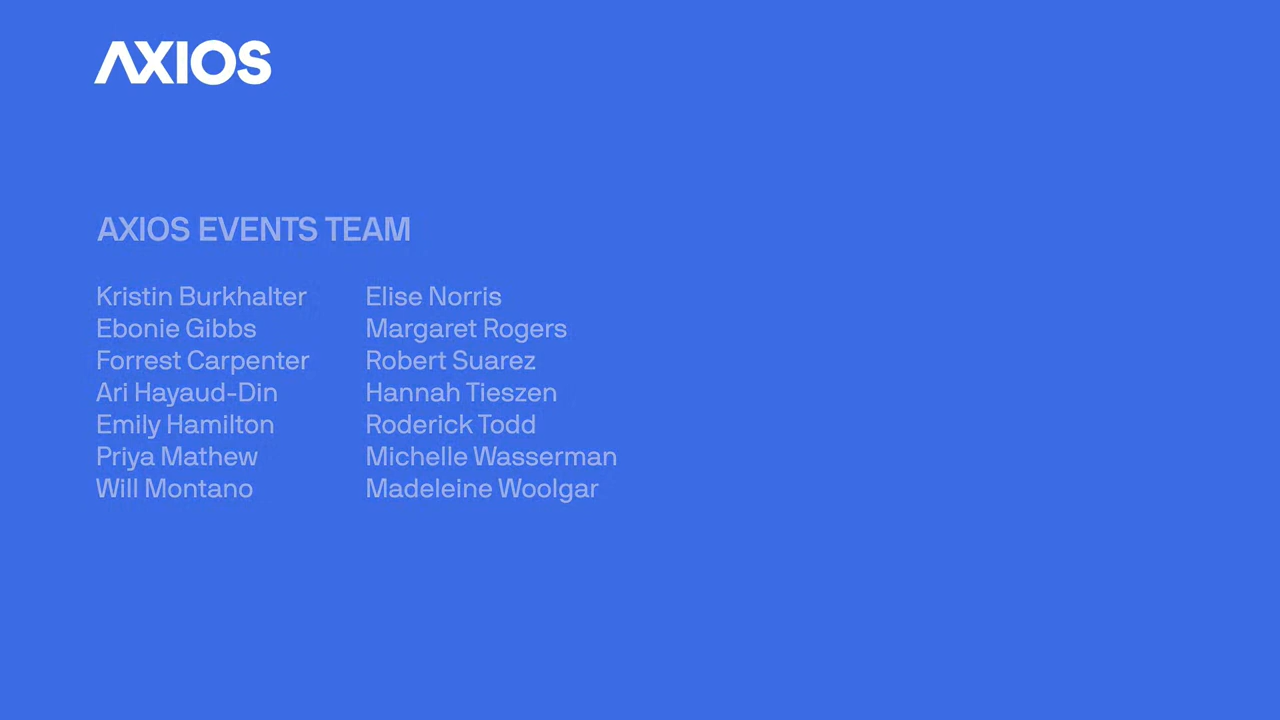 AXIOS
AXIOS EVENTS TEAM
Kristin Burkhalter
Ebonie Gibbs
Forrest Carpenter
Ari Hayaud-Din
Emily Hamilton
Priya Mathew
Will Montano
Elise Norris
Margaret Rogers
Robert Suarez
Hannah Tieszen
Roderick Todd
Michelle Wasserman
Madeleine Woolgar